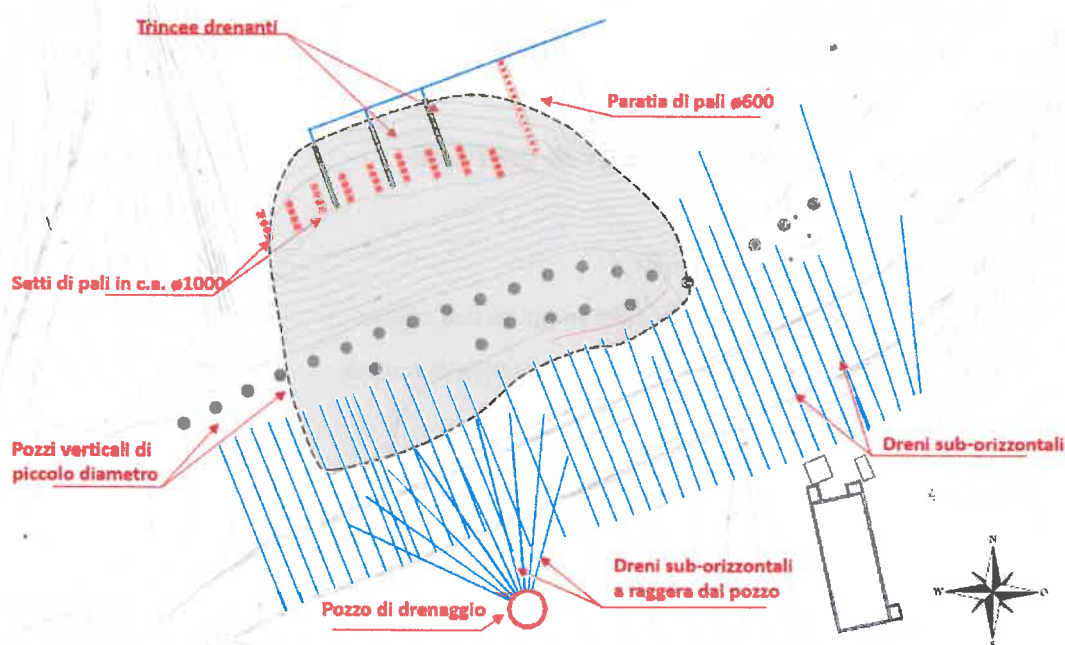 Trincee drenanti
Paratia di pali ø600
Setti di pali in c.a. ø1000
Pozzi verticali di
piccolo diametro
Dreni sub-orizzontali
Dreni sub-orizzontali
a raggera dal pozzo
Pozzo di drenaggio
N
W
O
S